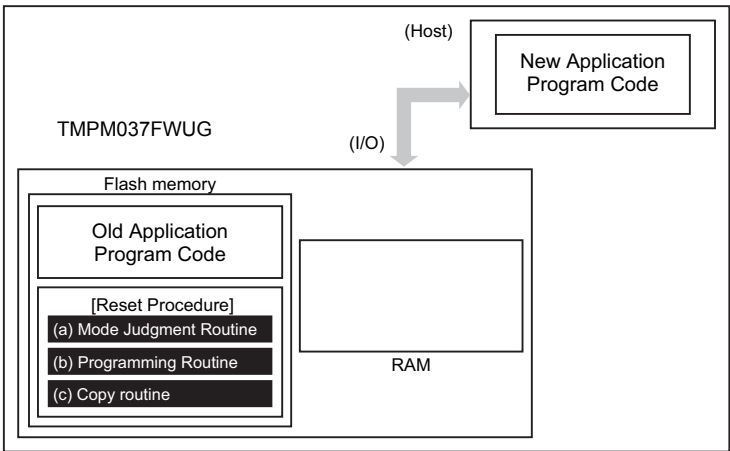 (Host)
New Application
Program Code
TMPM037FWUG
(I/O)
Flash memory
Old Application
Program Code
[Reset Procedure]
(a) Mode Judgment Routine
(b) Programming Routine
(c) Copy routine
RAM